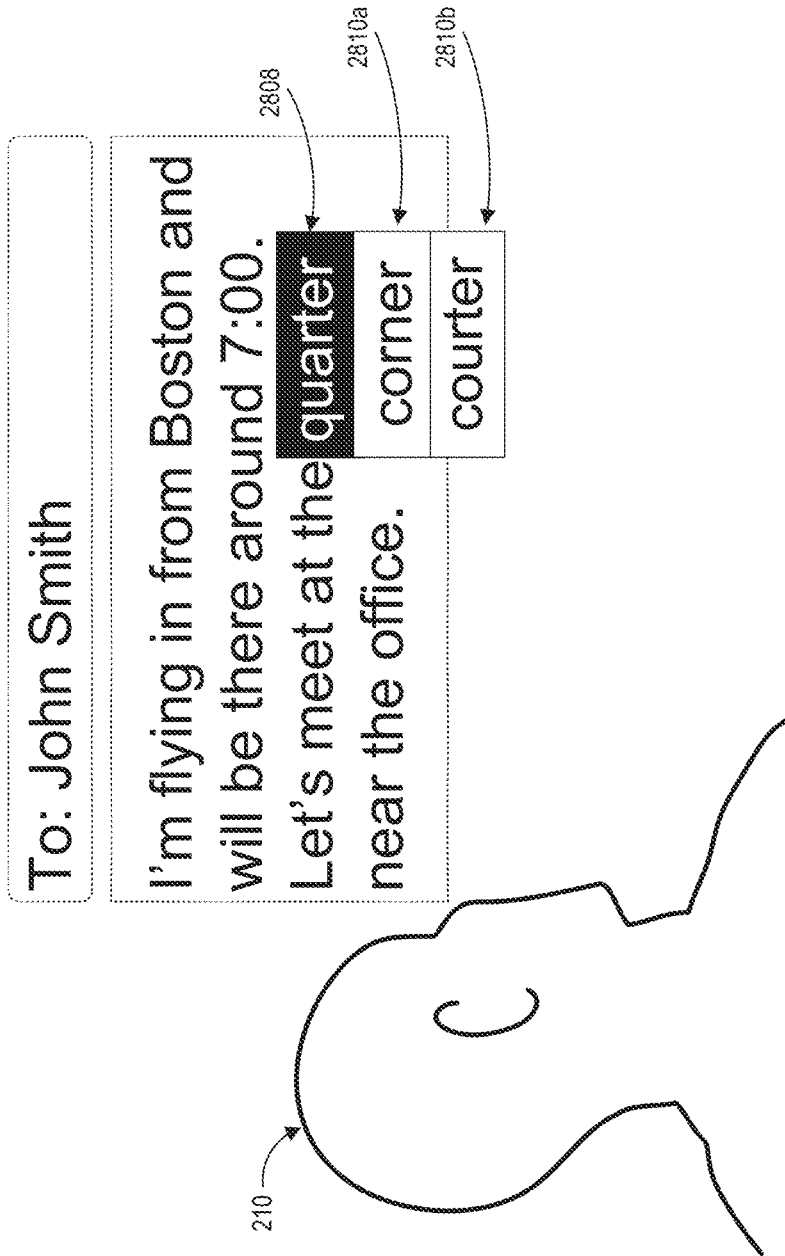 To: John Smith
I'm flying in from Boston and
will be there around 7:00.
Let's meet at the quarter
corner
courter
near the office.
2808
2810a
2810b
210